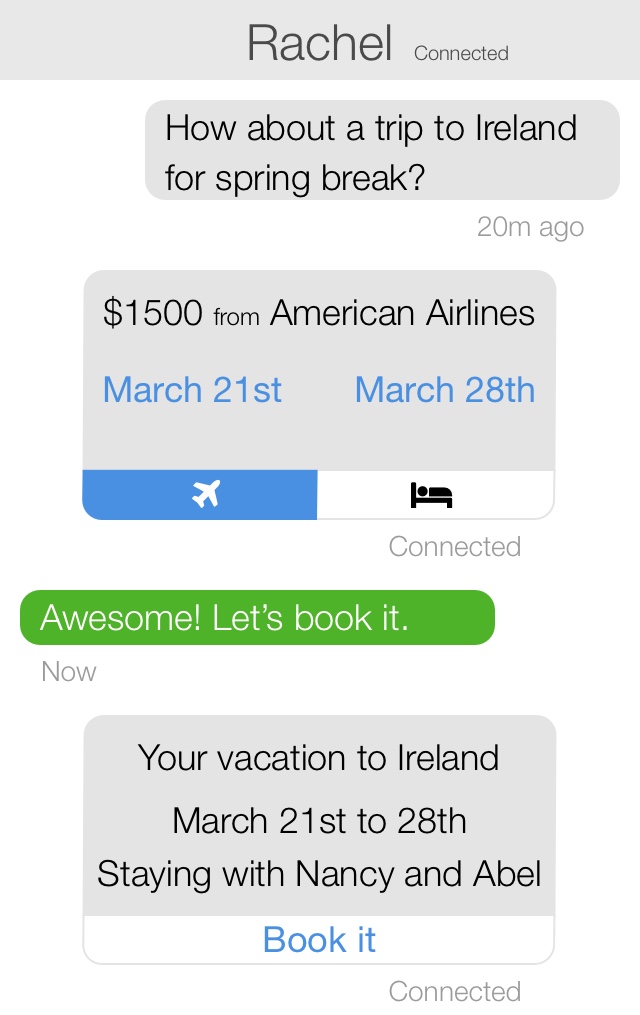 Rachel Connected
How about a trip to Ireland
for spring break?
20m ago
$1500 from American Airlines
March 21st March 28th
Connected
Awesome! Let’s book it.
Now
Your vacation to Ireland
March 21st to 28th
Staying with Nancy and Abel
Book it
Connected